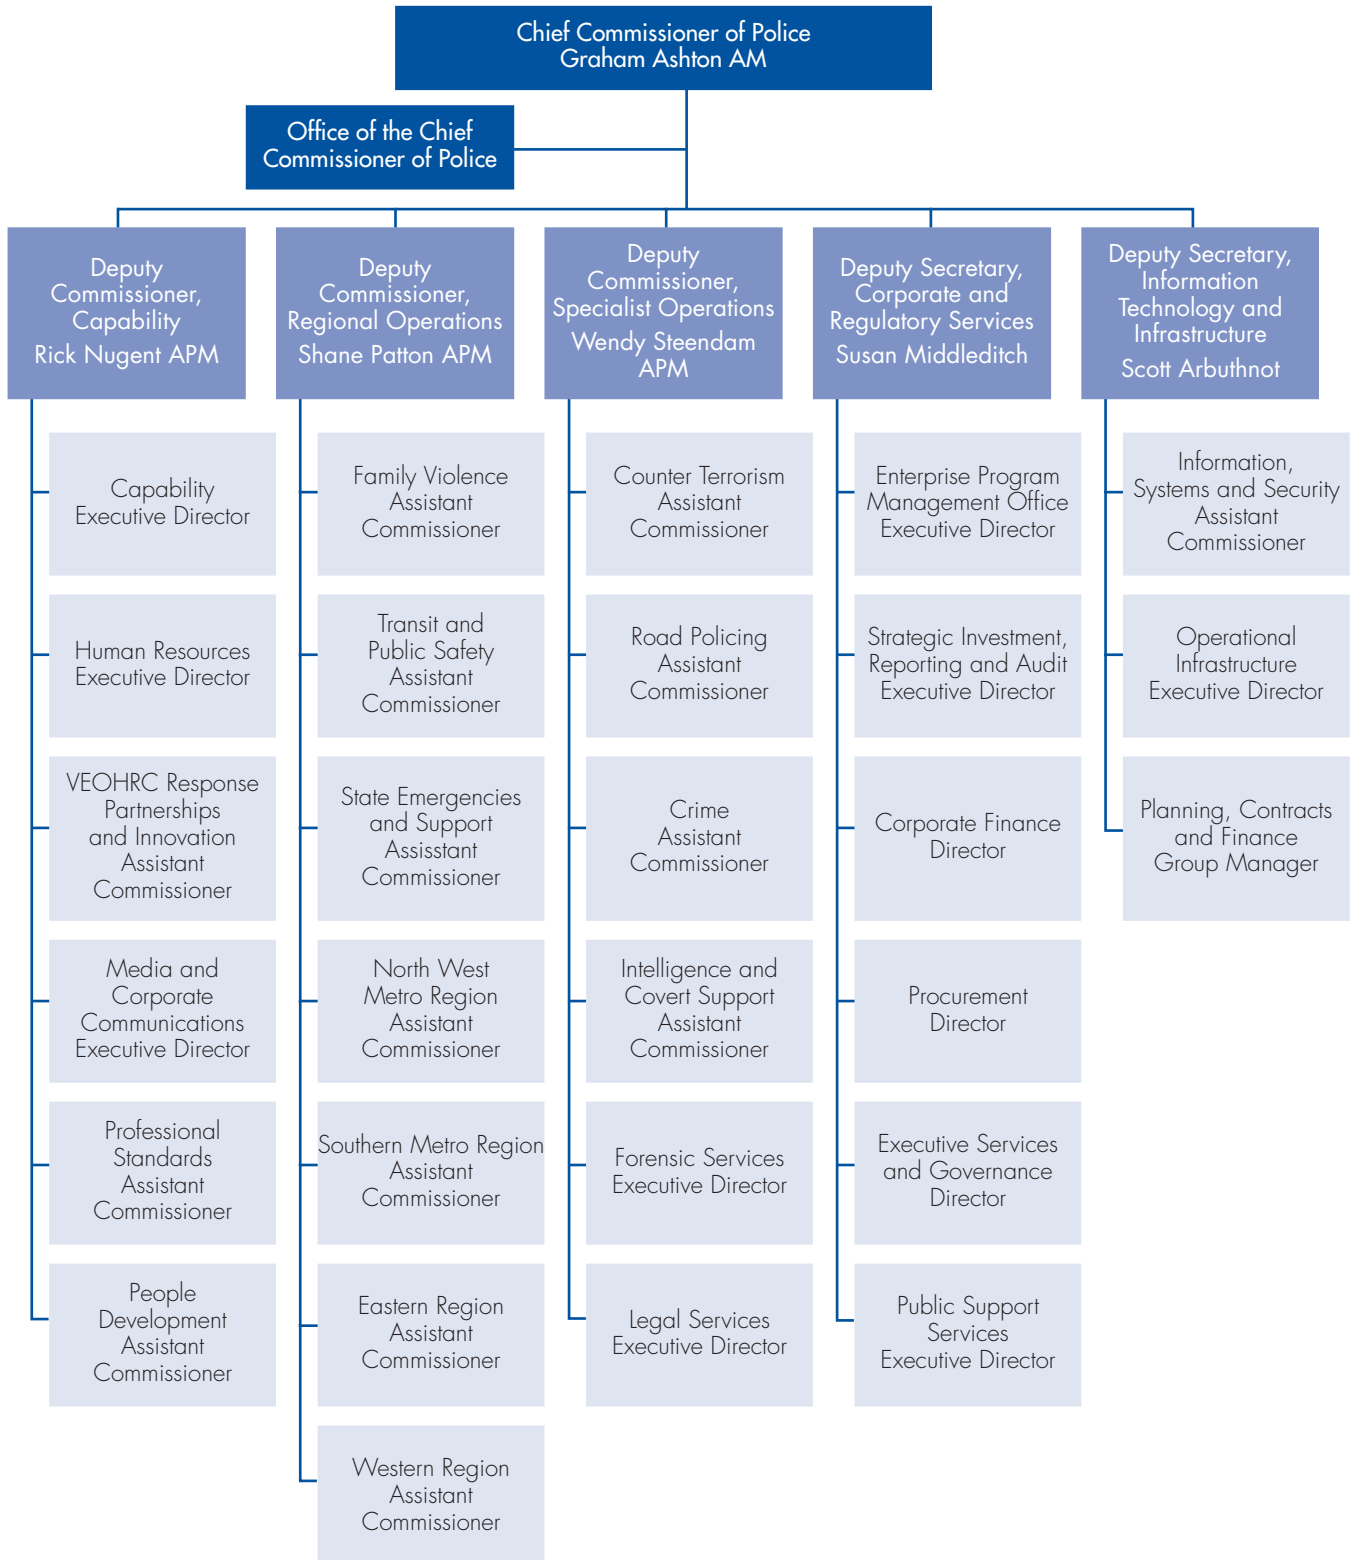 Chief Commissioner of Police
Graham Ashton AM
Office of the Chief
Commissioner of Police
Deputy
Commissioner,
Capability
Rick Nugent APM
Deputy
Commissioner,
Regional Operations
Shane Patton APM
Deputy
Commissioner,
Specialist Operations
Wendy Steendam
APM
Deputy Secretary,
Corporate and
Regulatory Services
Susan Middleditch
Deputy Secretary,
Information
Technology and
Infrastructure
Scott Arbuthnot
Capability
Executive Director
Human Resources
Executive Director
VEOHRC Response
Partnerships
and Innovation
Assistant
Commissioner
Media and
Corporate
Communications
Executive Director
Professional
Standards
Assistant
Commissioner
People
Development
Assistant
Commissioner
Family Violence
Assistant
Commissioner
Transit and
Public Safety
Assistant
Commissioner
State Emergencies
and Support
Assisstant
Commissioner
North West
Metro Region
Assistant
Commissioner
Southern Metro Region
Assistant
Commissioner
Eastern Region
Assistant
Commissioner
Western Region
Assistant
Commissioner
Counter Terrorism
Assistant
Commissioner
Road Policing
Assistant
Commissioner
Crime
Assistant
Commissioner
Intelligence and
Covert Support
Assistant
Commissioner
Forensic Services
Executive Director
Legal Services
Executive Director
Enterprise Program
Management Office
Executive Director
Strategic Investment,
Reporting and Audit
Executive Director
Corporate Finance
Director
Procurement
Director
Executive Services
and Governance
Director
Public Support
Services
Executive Director
Information,
Systems and Security
Assistant
Commissioner
Operational
Infrastructure
Executive Director
Planning, Contracts
and Finance
Group Manager